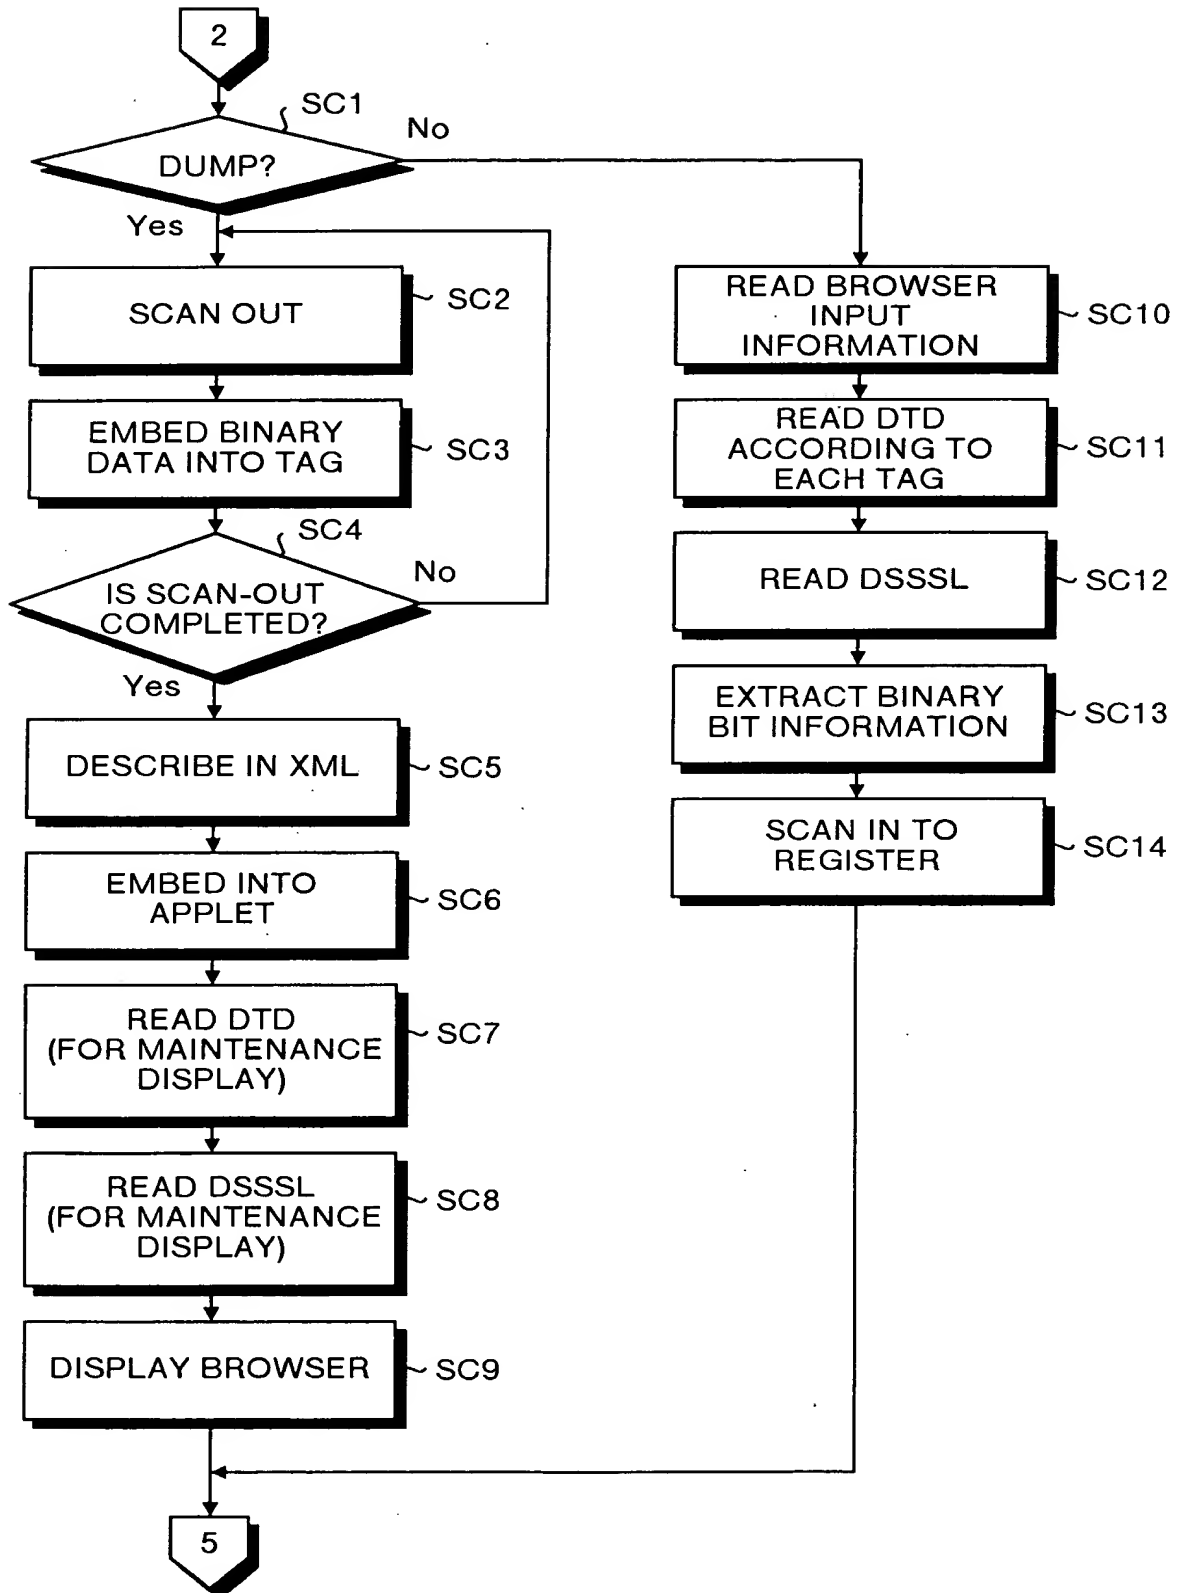 2
SC1
No
DUMP?
Yes
SCAN OUT
SC2
READ BROWSER
INPUT
INFORMATION
SC10
EMBED BINARY
DATA INTO TAG
SC3
READ DTD
ACCORDING TO
EACH TAG
SC11
SC4
No
IS SCAN-OUT
COMPLETED?
Yes
READ DSSSL
SC12
EXTRACT BINARY
BIT INFORMATION
SC13
DESCRIBE IN XML
SC5
SCAN IN TO
REGISTER
SC14
EMBED INTO
APPLET
SC6
READ DTD
(FOR MAINTENANCE
DISPLAY)
SC7
READ DSSSL
(FOR MAINTENANCE
DISPLAY)
SC8
DISPLAY BROWSER
SC9
5